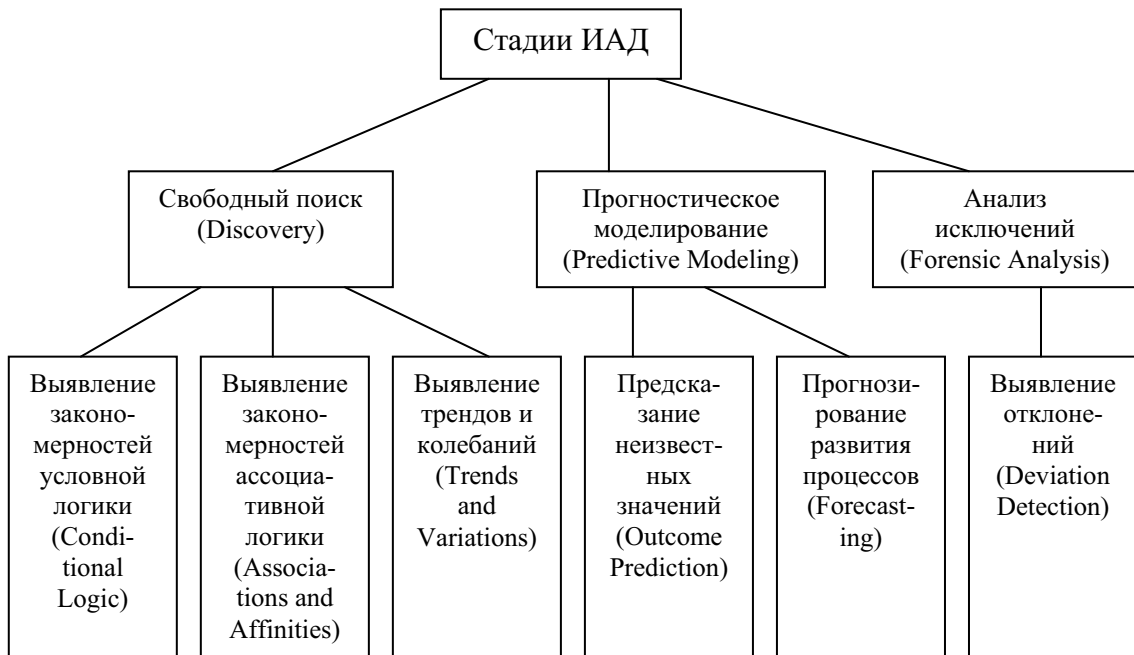 Стадии ИАД
Свободный поиск
(Discovery)
Прогностическое
моделирование
(Predictive Modeling)
Анализ
исключений
(Forensic Analysis)
Выявление
законо-
мерностей
условной
логики
(Condi-
tional
Logic)
Выявление
законо-
мерностей
ассоциа-
тивной
логики
(Associa-
tions and
Affinities)
Выявление
трендов и
колебаний
(Trends
and
Variations)
Предска-
зание
неизвест-
ных
значений
(Outcome
Prediction)
Прогнози-
рование
развития
процессов
(Forecast-
ing)
Выявление
отклоне-
ний
(Deviation
Detection)